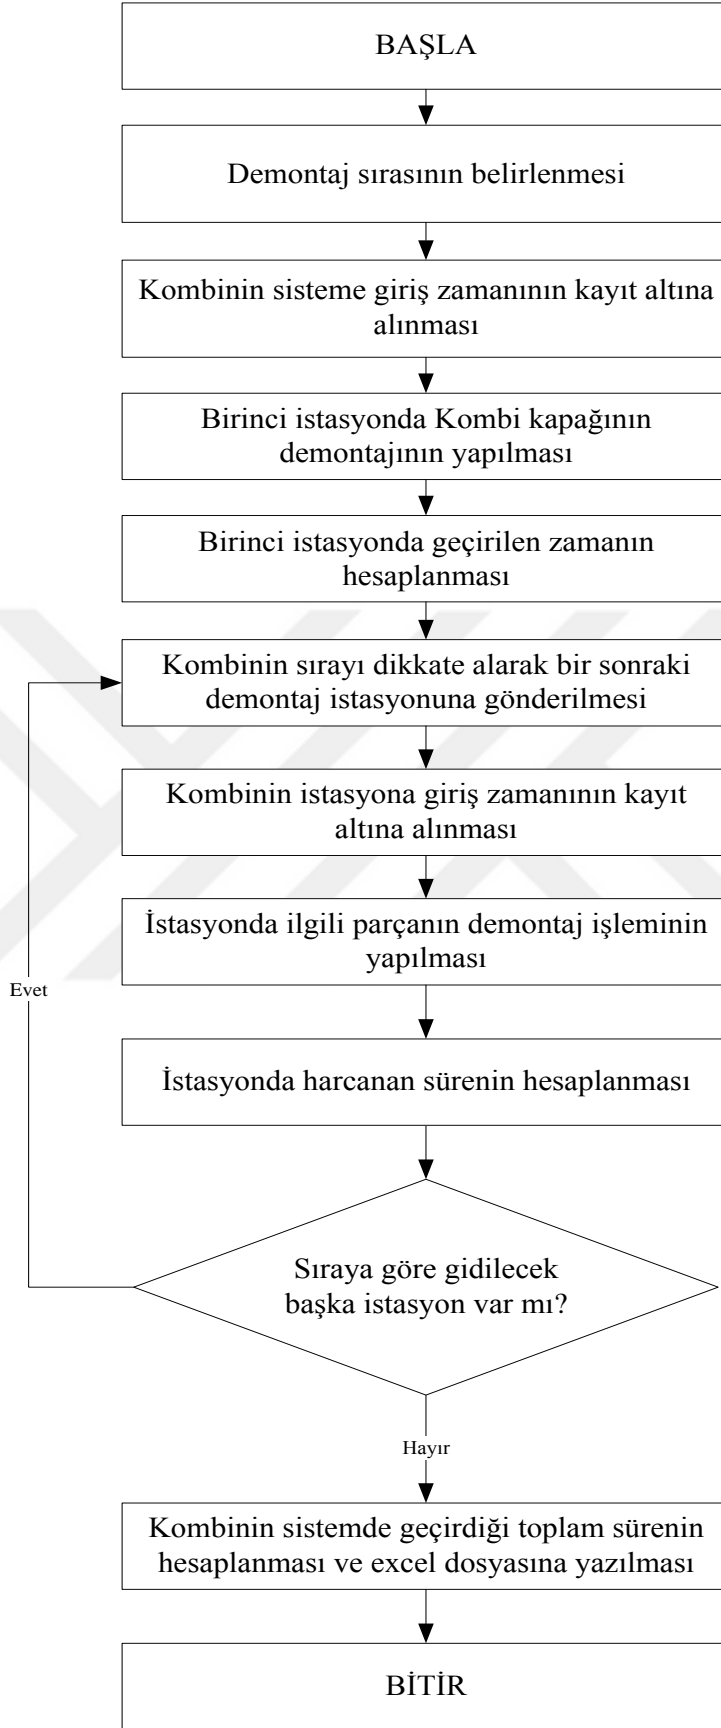 BAŞLA
Demontaj sırasının belirlenmesi
Kombinin sisteme giriş zamanının kayıt altına
alınması
Birinci istasyonda Kombi kapağının
demontajının yapılması
Birinci istasyonda geçirilen zamanın
hesaplanması
Kombinin sırayı dikkate alarak bir sonraki
demontaj istasyonuna gönderilmesi
Kombinin istasyona giriş zamanının kayıt
altına alınması
İstasyonda ilgili parçanın demontaj işleminin
yapılması
Evet
İstasyonda harcanan sürenin hesaplanması
Sıraya göre gidilecek
başka istasyon var mı?
Hayır
Kombinin sistemde geçirdiği toplam sürenin
hesaplanması ve excel dosyasına yazılması
BİTİR